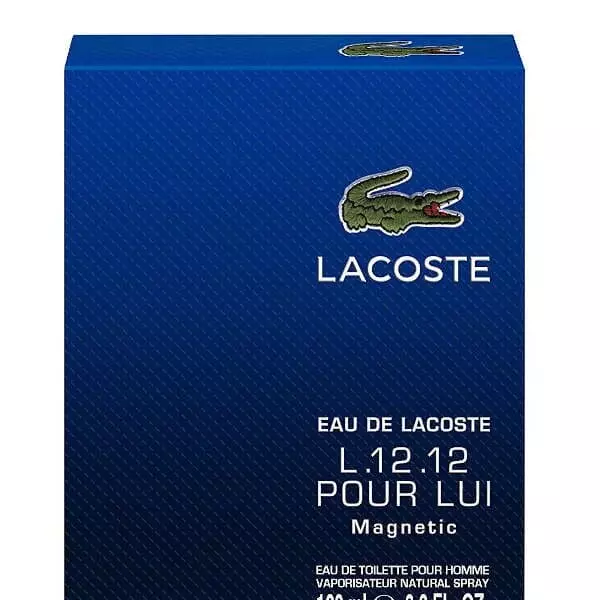 LACOSTE
EAU DE LACOSTE
L.12.12
POUR LUI
Magnetic
EAU DE TOILETTE POUR HOMME
VAPORISATEUR NATURAL SPRAY